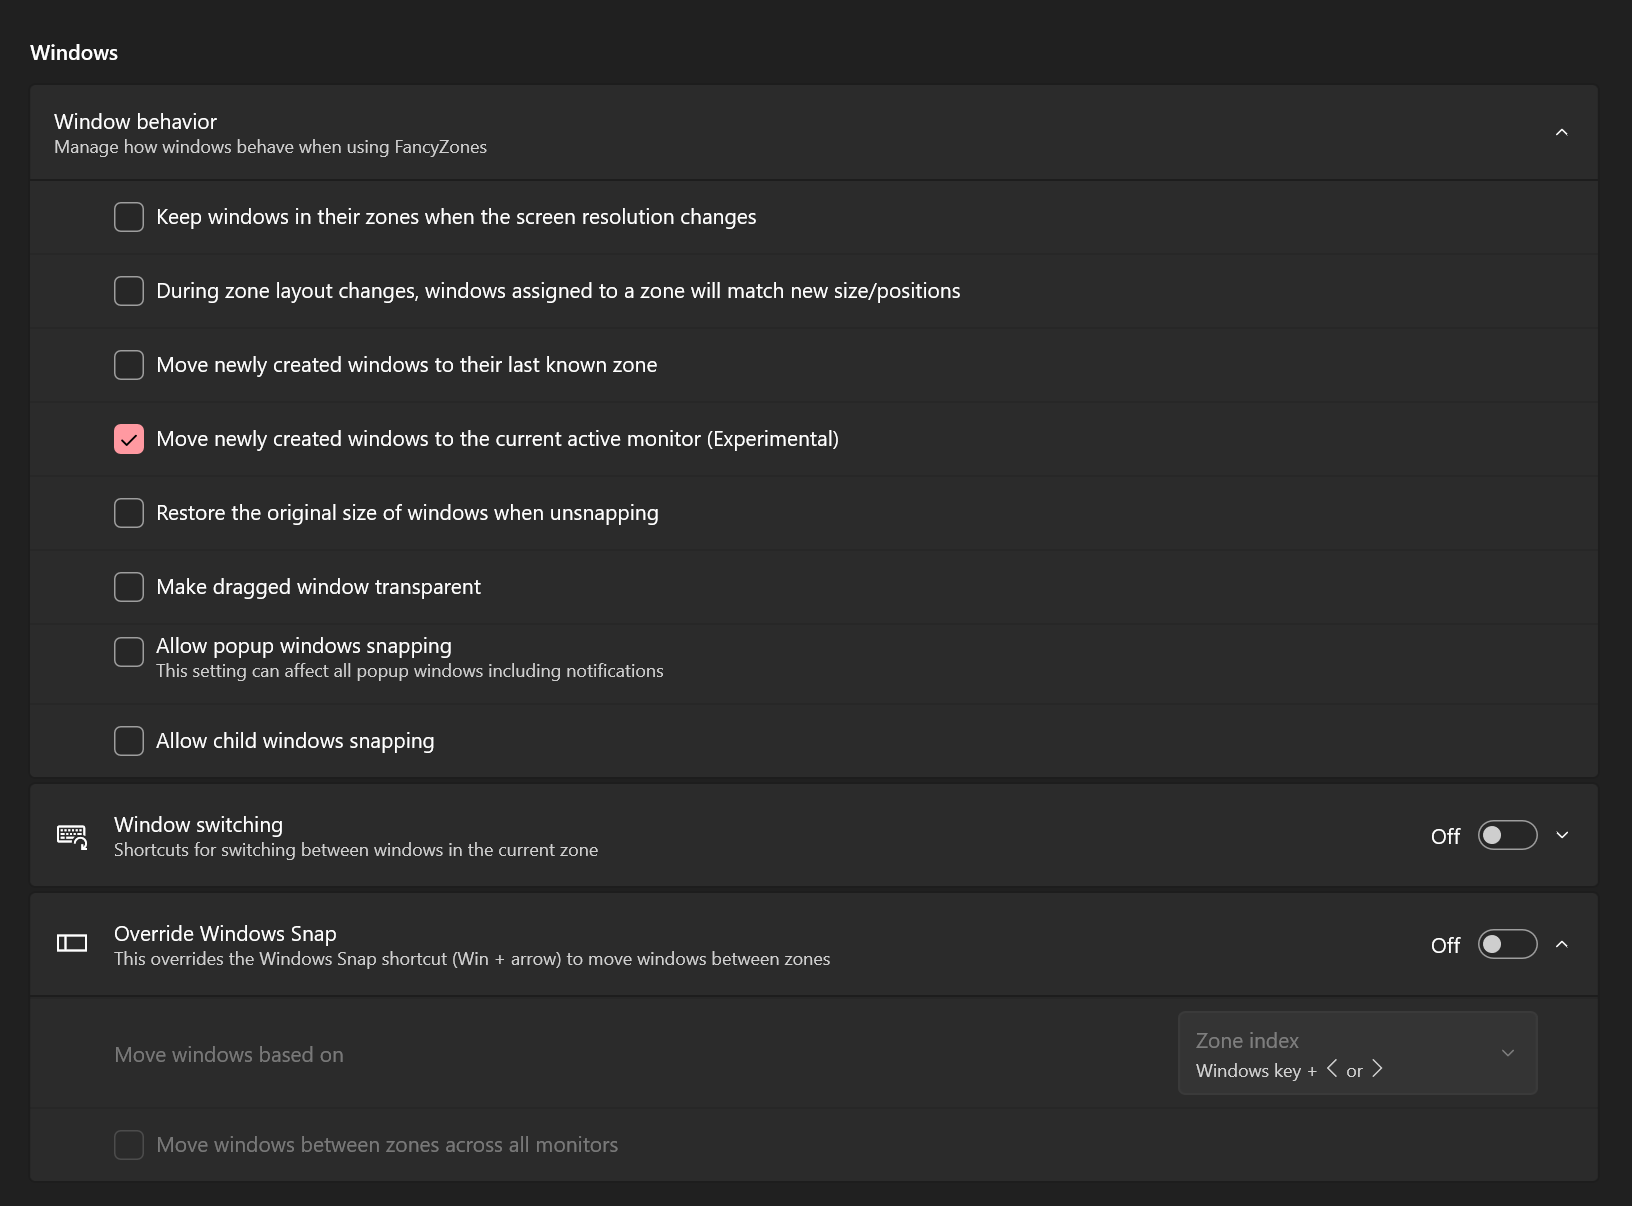 Windows
Window behavior
Manage how windows behave when using FancyZones
Keep windows in their zones when the screen resolution changes
During zone layout changes, windows assigned to a zone will match new size/positions
Move newly created windows to their last known zone
Move newly created windows to the current active monitor (Experimental)
Restore the original size of windows when unsnapping
Make dragged window transparent
Allow popup windows snapping
This setting can affect all popup windows including notifications
Allow child windows snapping
Window switching
Shortcuts for switching between windows in the current zone
Off
Override Windows Snap
This overrides the Windows Snap shortcut (Win + arrow) to move windows between zones
Off
Move windows based on
Zone index
Windows key + < or >
Move windows between zones across all monitors